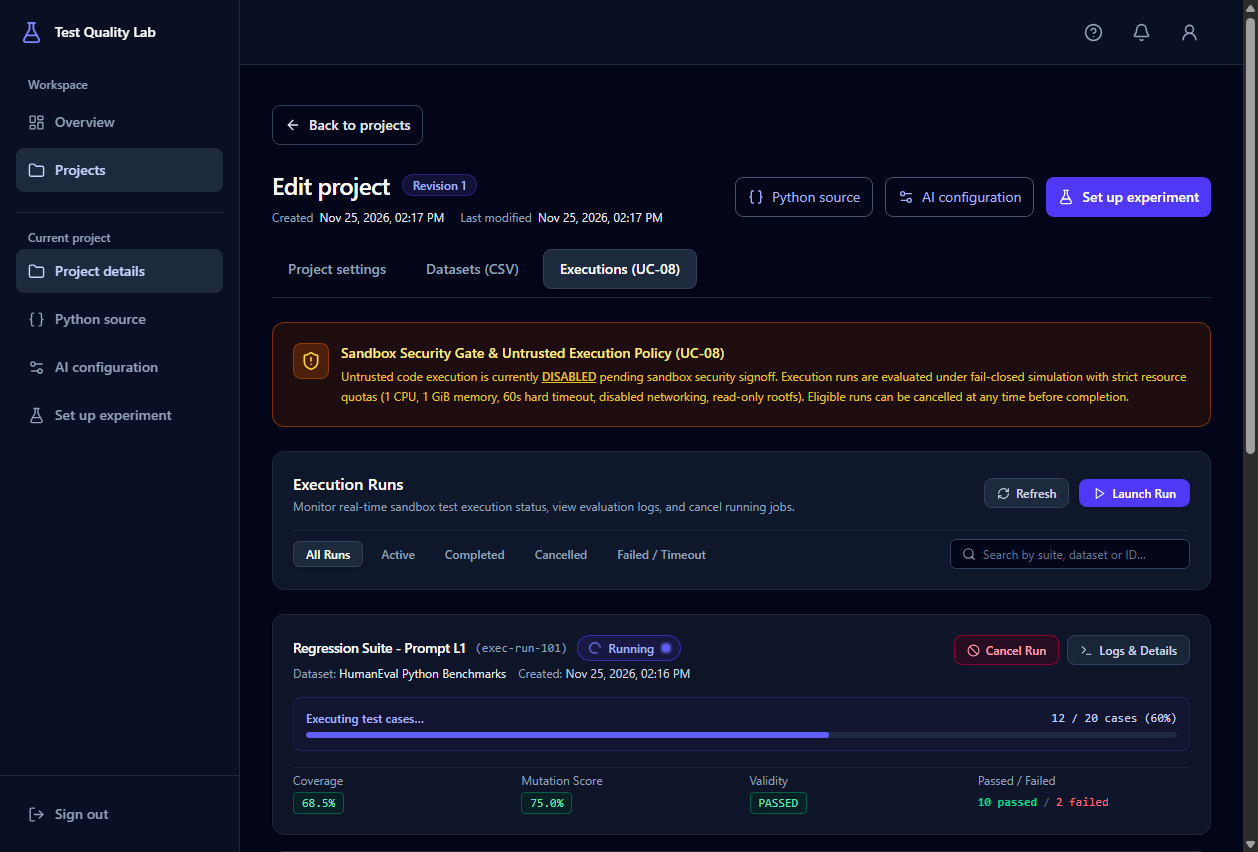 Test Quality Lab
Workspace
Overview
Projects
Current project
Project details
Python source
AI configuration
Set up experiment
Sign out
Back to projects
Edit project
Revision 1
Created Nov 25, 2026, 02:17 PM Last modified Nov 25, 2026, 02:17 PM
Python source
AI configuration
Set up experiment
Project settings
Datasets (CSV)
Executions (UC-08)
Sandbox Security Gate & Untrusted Execution Policy (UC-08)
Untrusted code execution is currently DISABLED pending sandbox security signoff. Execution runs are evaluated under fail-closed simulation with strict resource
quotas (1 CPU, 1 GiB memory, 60s hard timeout, disabled networking, read-only rootfs). Eligible runs can be cancelled at any time before completion.
Execution Runs
Monitor real-time sandbox test execution status, view evaluation logs, and cancel running jobs.
Refresh
Launch Run
All Runs
Active
Completed
Cancelled
Failed / Timeout
Search by suite, dataset or ID...
Regression Suite - Prompt L1 (exec-run-101) Running
Dataset: HumanEval Python Benchmarks Created: Nov 25, 2026, 02:16 PM
Cancel Run
Logs & Details
Executing test cases...
12 / 20 cases (60%)
Coverage
68.5%
Mutation Score
75.0%
Validity
PASSED
Passed / Failed
10 passed / 2 failed